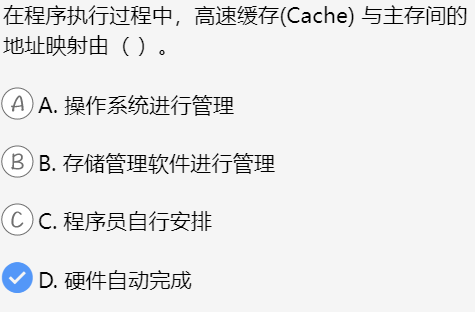 在程序执行过程中，高速缓存(Cache) 与主存间的
地址映射由（ ）。
A A. 操作系统进行管理
B B. 存储管理软件进行管理
C C. 程序员自行安排
D. 硬件自动完成